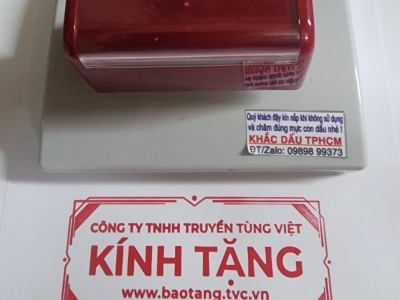 Quý khách đậy kín nắp khi không sử dụng
và châm đúng mực con dấu nhé !
KHẮC DẤU TPHCM
ĐT/Zalo: 09898 99373
CÔNG TY TNHH TRUYỀN TÙNG VIỆT
KÍNH TẶNG
www.baotang.tvc.vn